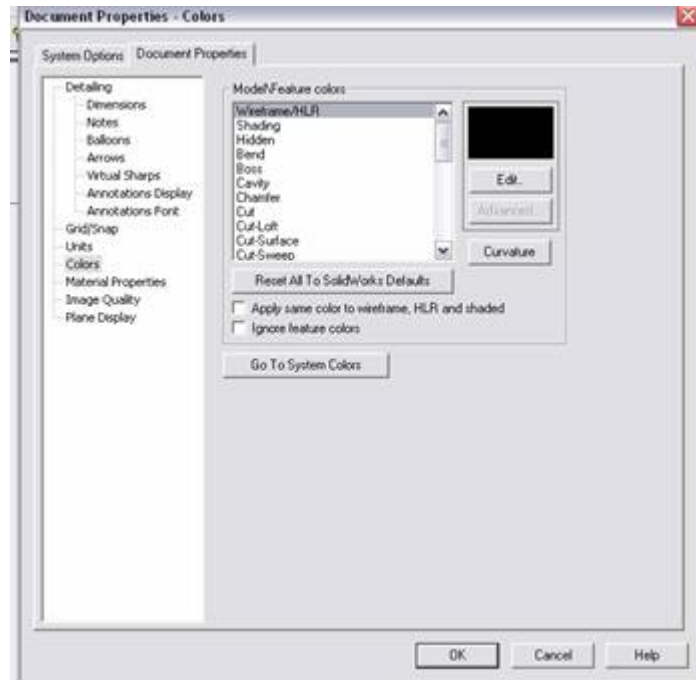 Document Properties - Colors
System Options Document Properties
Detailing
Dimensions
Notes
Balloons
Arrows
Virtual Sharps
Annotations Display
Annotations Font
Grid/Snap
Units
Colors
Material Properties
Image Quality
Plane Display
Model\Feature colors
Wireframe/HLR
Shading
Hidden
Bend
Boss
Cavity
Chamfer
Cut
Cut-Loft
Cut-Surface
Cut-Sweep
Edit...
Advanced...
Curvature
Reset All To SolidWorks Defaults
Apply same color to wireframe, HLR and shaded
Ignore feature colors
Go To System Colors
OK Cancel Help